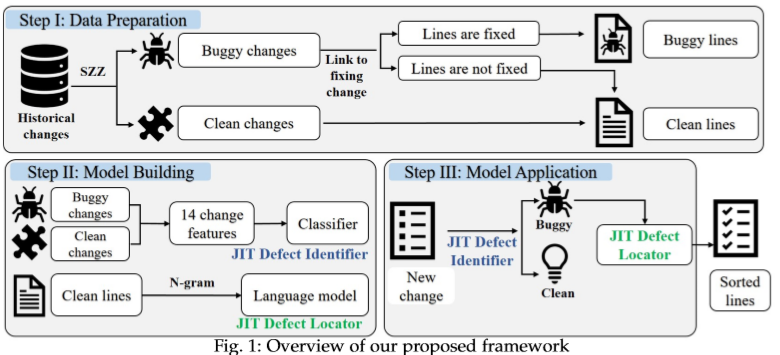 Step I: Data Preparation
SZZ
Historical
changes
Buggy changes
Link to
fixing
change
Lines are fixed
Lines are not fixed
Buggy lines
Clean changes
Clean lines
Step II: Model Building
Buggy
changes
Clean
changes
14 change
features
Classifier
JIT Defect Identifier
Clean lines
N-gram
Language model
JIT Defect Locator
Step III: Model Application
New
change
JIT Defect
Identifier
Buggy
Clean
JIT Defect
Locator
Sorted
lines
Fig. 1: Overview of our proposed framework